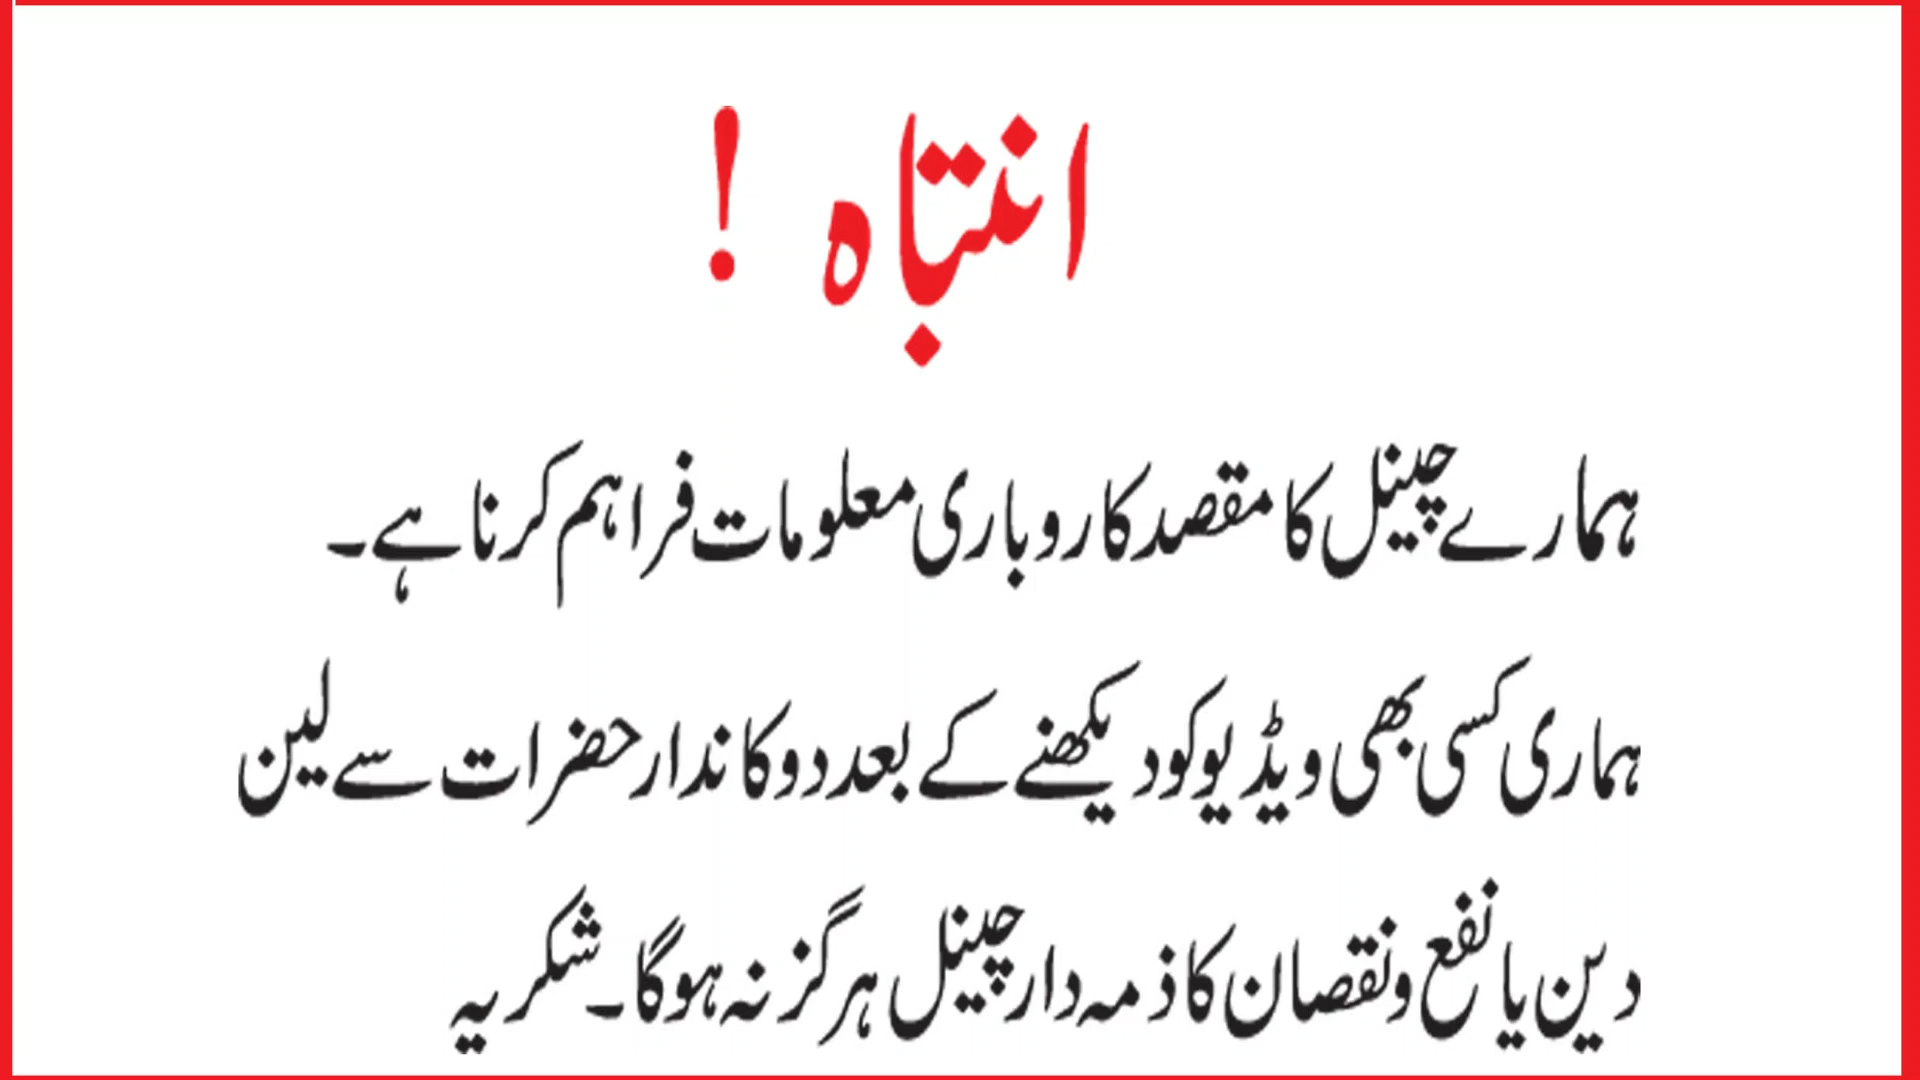 انتباہ !
ہمارے چینل کا مقصد کاروباری معلومات فراہم کرنا ہے۔
ہماری کسی بھی ویڈیو کو دیکھنے کے بعد دوکاندار حضرات سے لین
دین یا نفع و نقصان کا ذمہ دار چینل ہرگز نہ ہوگا۔ شکریہ